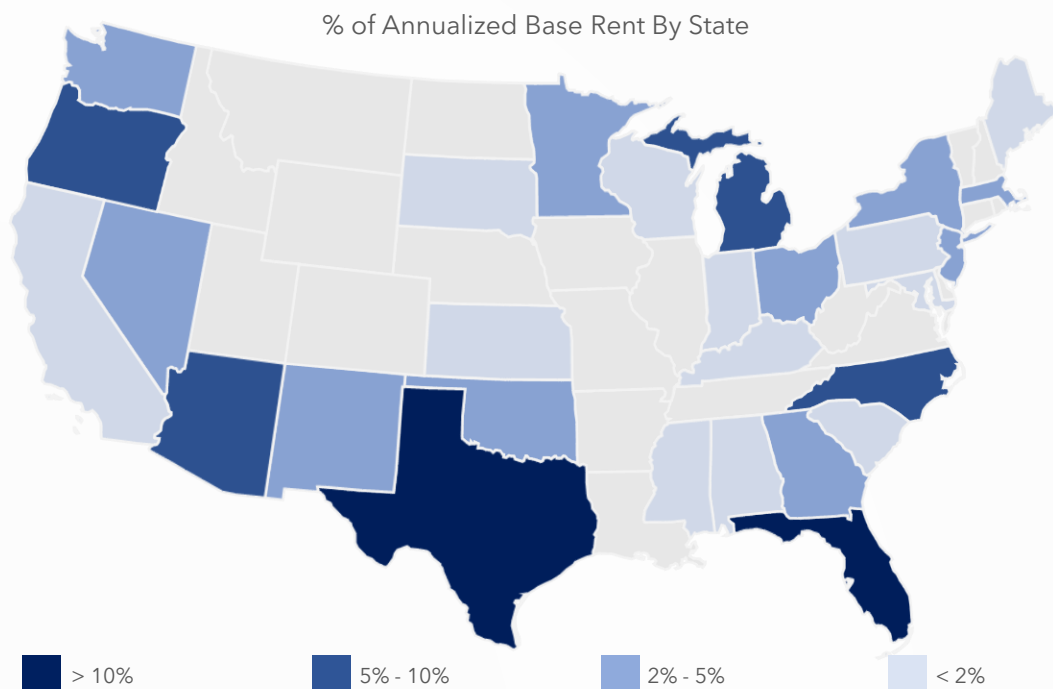 % of Annualized Base Rent By State
> 10%
5% - 10%
2% - 5%
< 2%